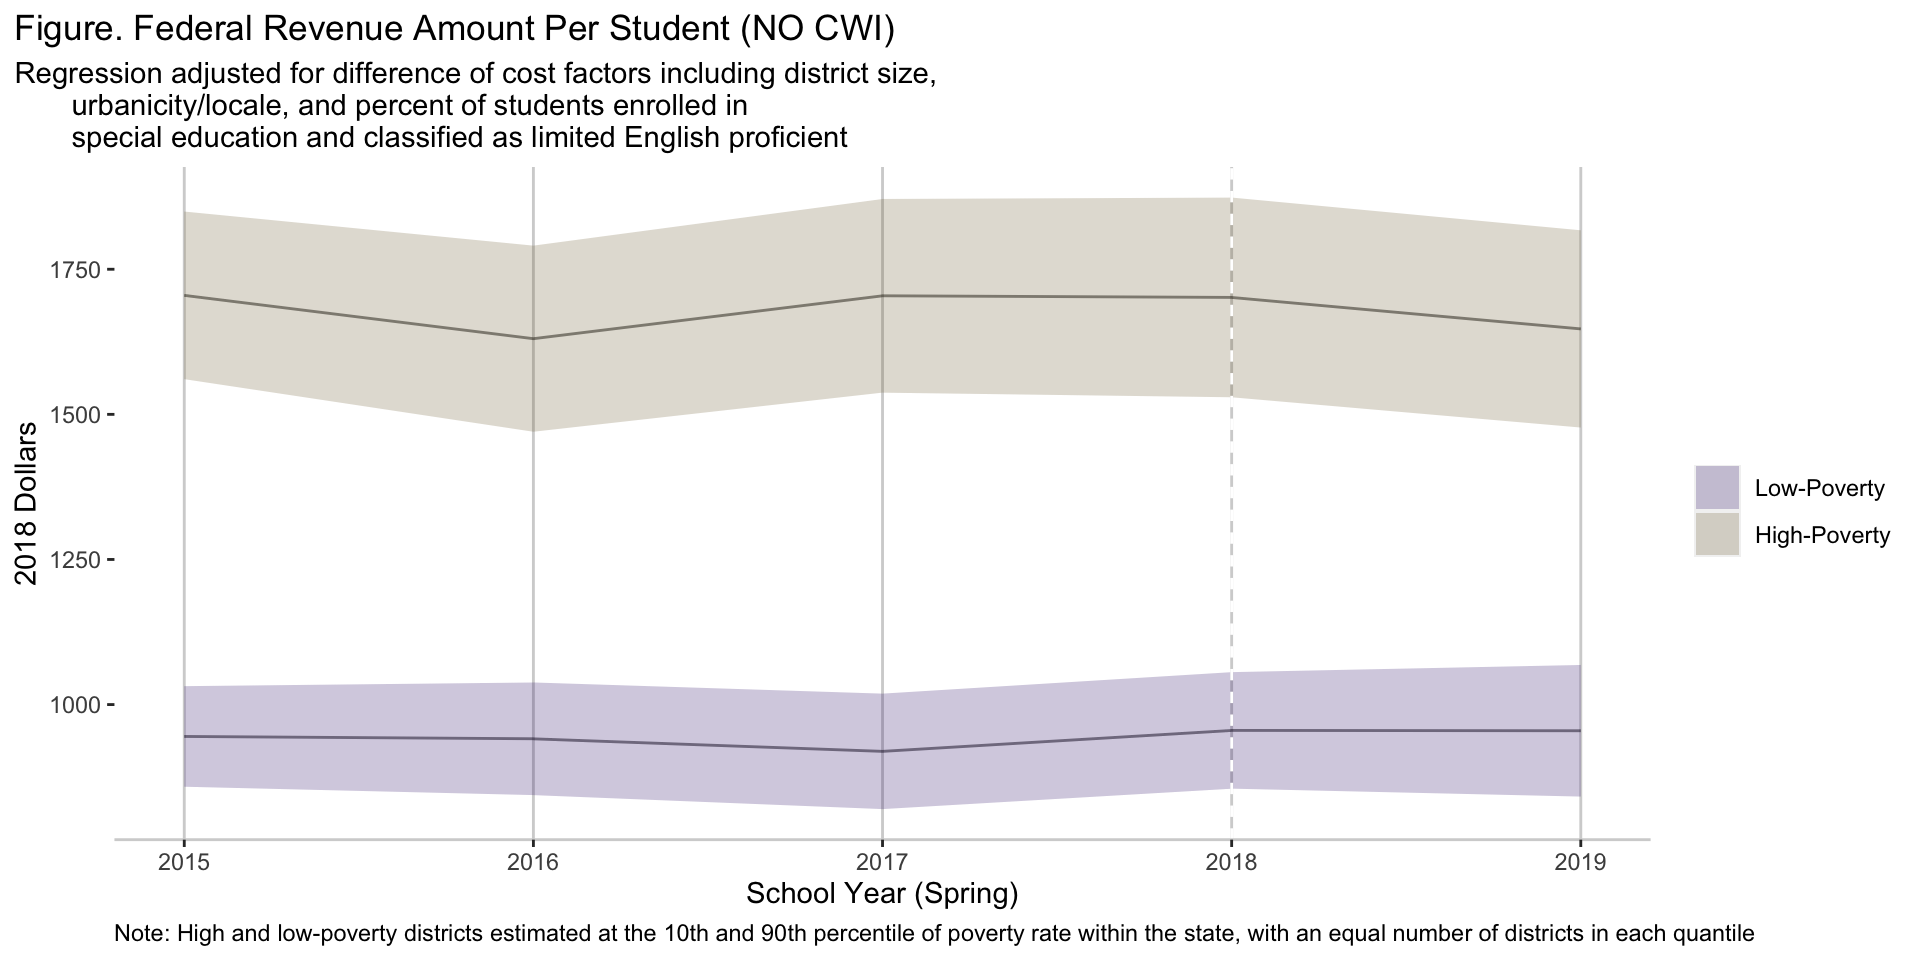 Figure. Federal Revenue Amount Per Student (NO CWI)
Regression adjusted for difference of cost factors including district size,
urbanicity/locale, and percent of students enrolled in
special education and classified as limited English proficient
2018 Dollars
1750
1500
1250
1000
2015
2016
2017
2018
2019
School Year (Spring)
Low-Poverty
High-Poverty
Note: High and low-poverty districts estimated at the 10th and 90th percentile of poverty rate within the state, with an equal number of districts in each quantile